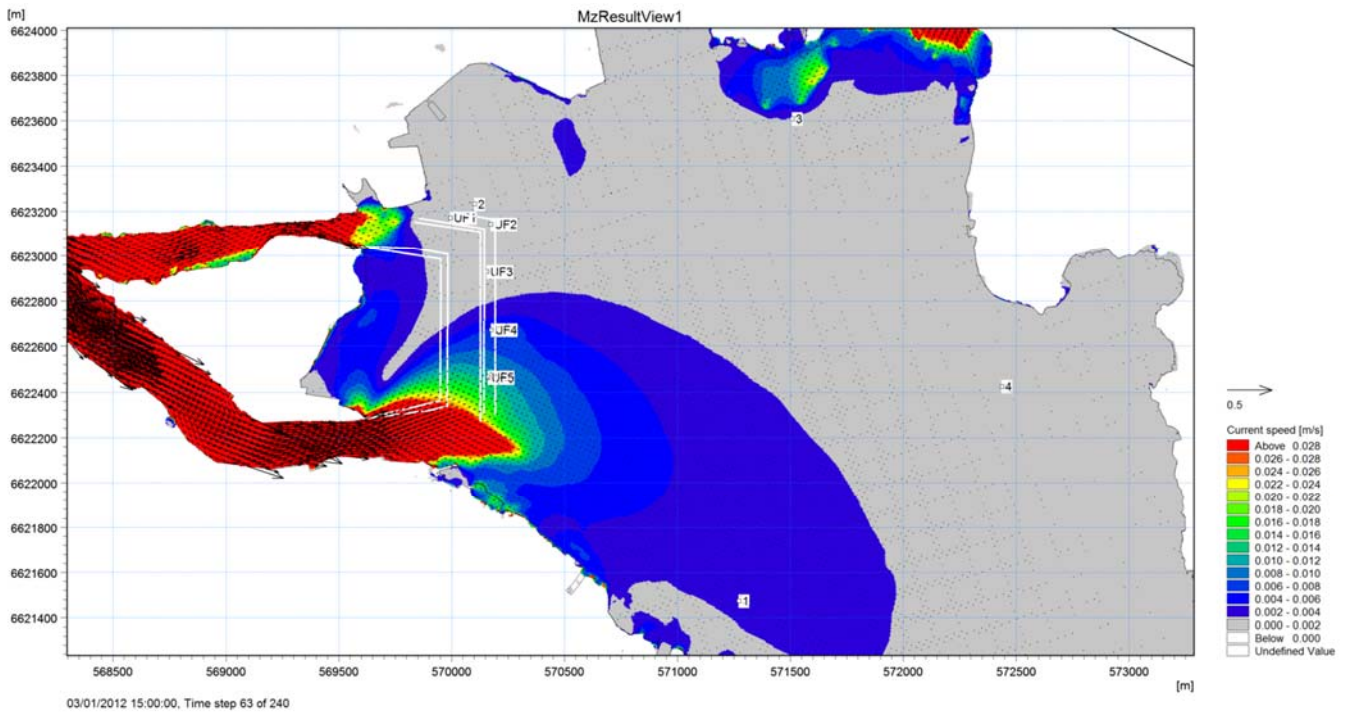 MzResultView1
[m]
6624000
6623800
6623600
6623400
6623200
6623000
6622800
6622600
6622400
6622200
6622000
6621800
6621600
6621400
3
2
UF1
UF2
UF3
UF4
UF5
4
1
568500 569000 569500 570000 570500 571000 571500 572000 572500 573000
[m]
0.5
Current speed [m/s]
Above 0.028
0.026 - 0.028
0.024 - 0.026
0.022 - 0.024
0.020 - 0.022
0.018 - 0.020
0.016 - 0.018
0.014 - 0.016
0.012 - 0.014
0.010 - 0.012
0.008 - 0.010
0.006 - 0.008
0.004 - 0.006
0.002 - 0.004
0.000 - 0.002
Below 0.000
Undefined Value
03/01/2012 15:00:00, Time step 63 of 240